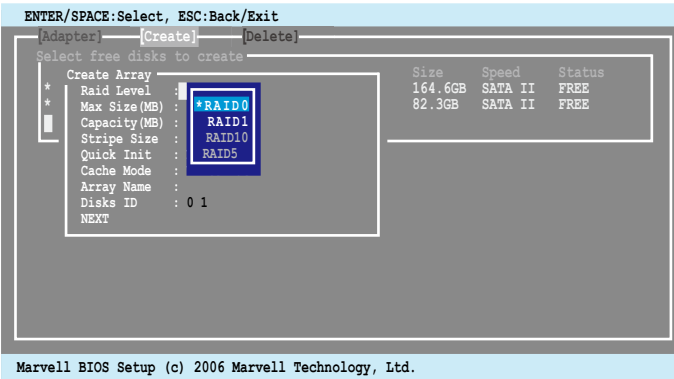 ENTER/SPACE:Select, ESC:Back/Exit
[Adapter] [Create] [Delete]
Select free disks to create
Create Array Size Speed Status
* Raid Level : 164.6GB SATA II FREE
* Max Size(MB) : *RAID0 82.3GB SATA II FREE
Capacity(MB) : RAID1
Stripe Size : RAID10
Quick Init : RAID5
Cache Mode :
Array Name :
Disks ID : 0 1
NEXT
Marvell BIOS Setup (c) 2006 Marvell Technology, Ltd.